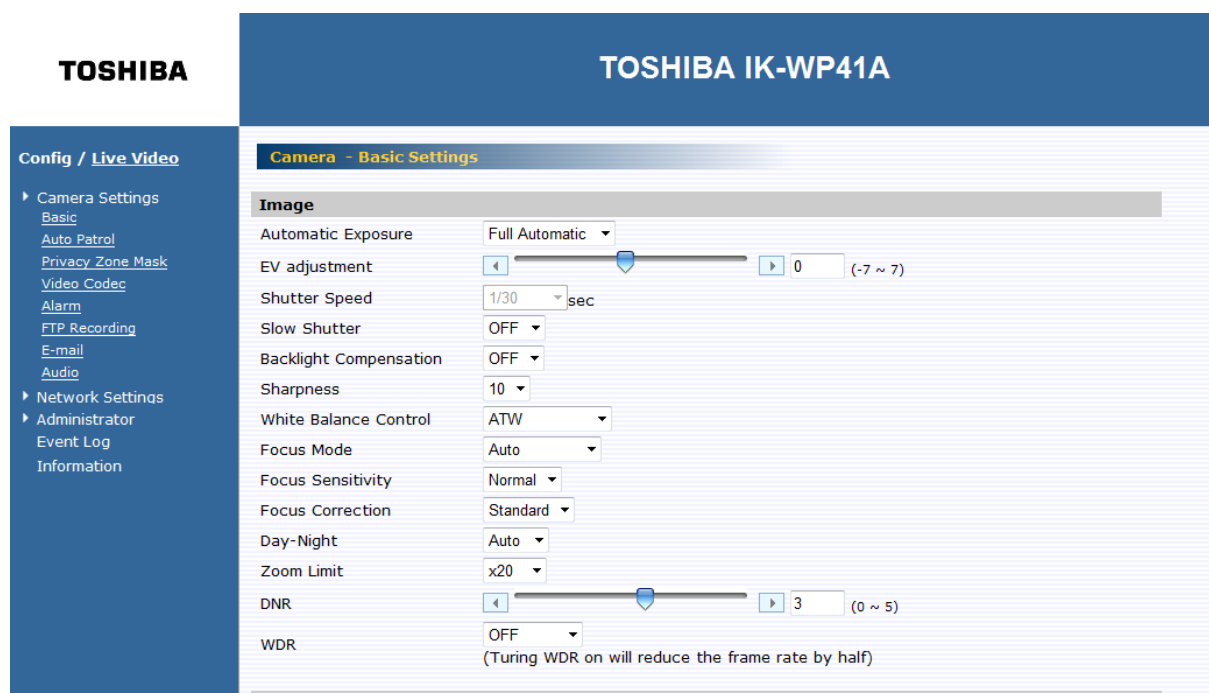 TOSHIBA
TOSHIBA IK-WP41A
Config / Live Video
Camera Settings
Basic
Auto Patrol
Privacy Zone Mask
Video Codec
Alarm
FTP Recording
E-mail
Audio
Network Settings
Administrator
Event Log
Information
Camera - Basic Settings
Image
Automatic Exposure Full Automatic
EV adjustment 0 (-7 ~ 7)
Shutter Speed 1/30 sec
Slow Shutter OFF
Backlight Compensation OFF
Sharpness 10
White Balance Control ATW
Focus Mode Auto
Focus Sensitivity Normal
Focus Correction Standard
Day-Night Auto
Zoom Limit x20
DNR 3 (0 ~ 5)
WDR OFF
(Turing WDR on will reduce the frame rate by half)